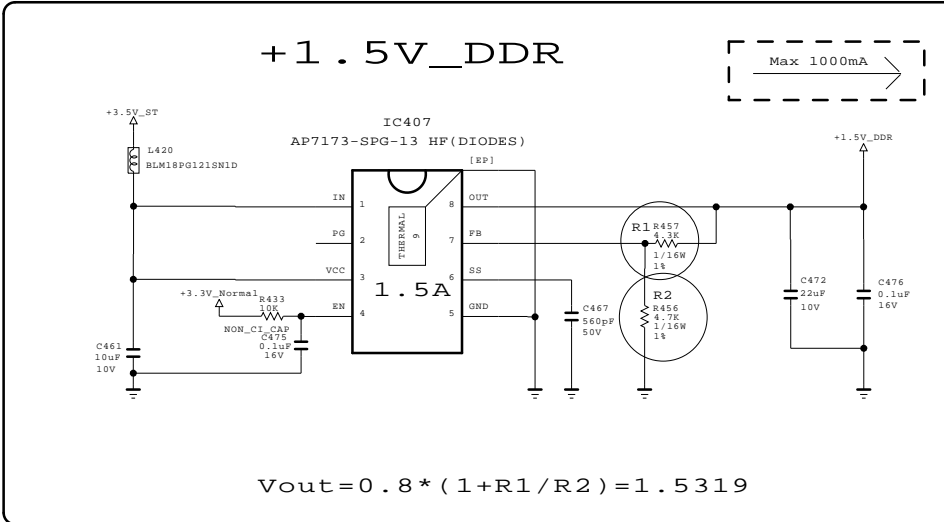 +1.5V_DDR
Max 1000mA
+3.5V_ST
L420
BLM18PG121SN1D
IC407
AP7173-SPG-13 HF(DIODES)
[EP]
+1.5V_DDR
IN
1
8
OUT
PG
2
7
FB
VCC
3
6
SS
EN
4
5
GND
THERMAL
9
1.5A
+3.3V_Normal
R433
10K
NON_CI_CAP
C475
0.1uF
16V
C461
10uF
10V
R1
R457
4.3K
1/16W
1%
R2
R456
4.7K
1/16W
1%
C467
560pF
50V
C472
22uF
10V
C476
0.1uF
16V
Vout=0.8*(1+R1/R2)=1.5319